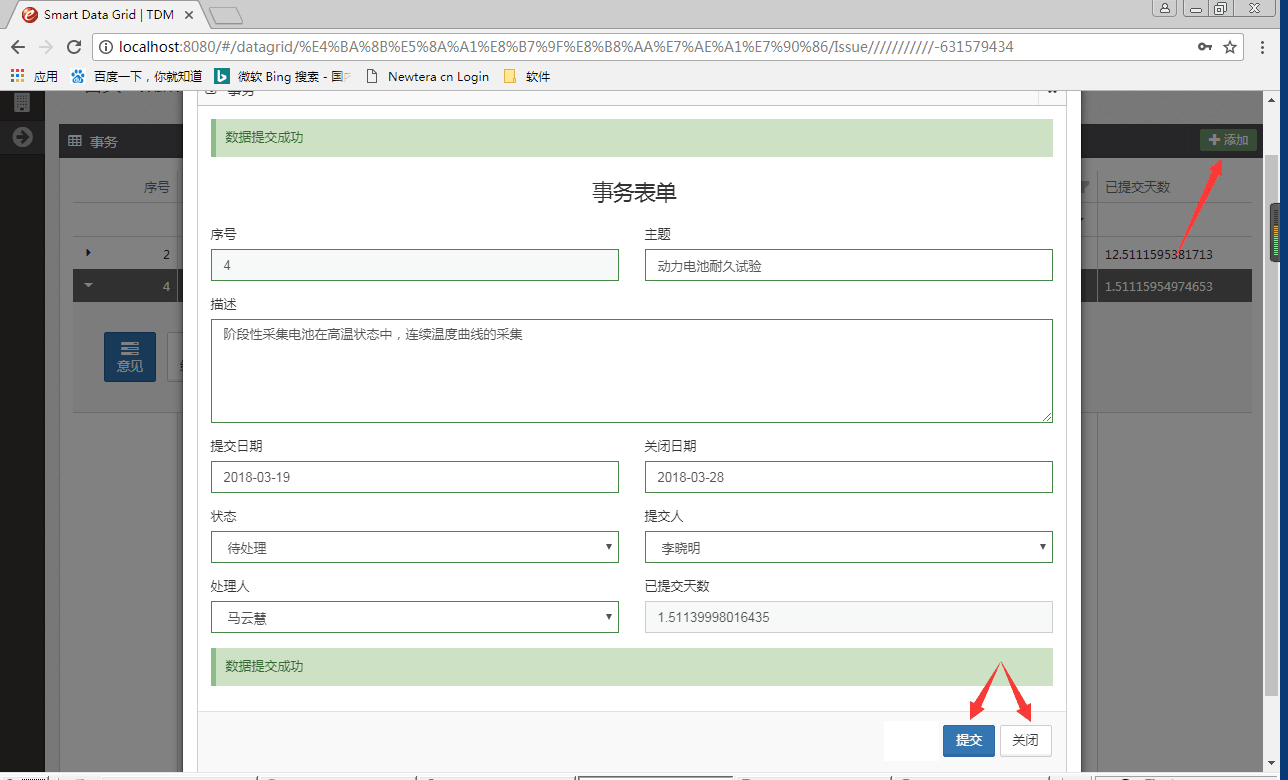 Smart Data Grid | TDM
localhost:8080/#/datagrid/%E4%BA%8B%E5%8A%A1%E8%B7%9F%E8%B8%AA%E7%AE%A1%E7%90%86/Issue///////////-631579434
应用 百度一下，你就知道 微软 Bing 搜索 - 国 Newtera cn Login 软件
事务
数据提交成功
事务 添加
事务表单
序号 已提交天数
序号 主题
4 动力电池耐久试验
2 12.5111595381713
4 1.51115954974653
描述
阶段性采集电池在高温状态中，连续温度曲线的采集
意见
提交日期 关闭日期
2018-03-19 2018-03-28
状态 提交人
待处理 李晓明
处理人 已提交天数
马云慧 1.51139998016435
数据提交成功
提交 关闭